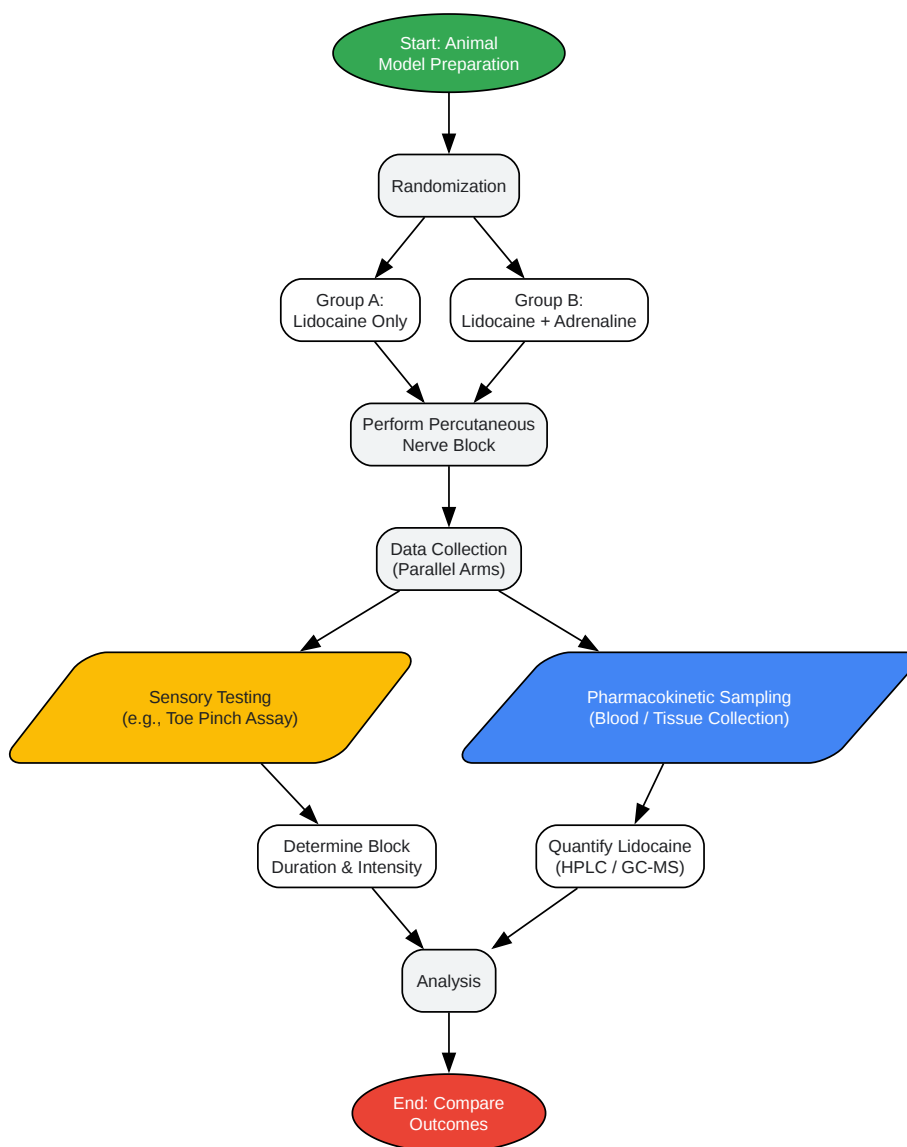 Start: Animal
Model Preparation
Randomization
Group A:
Lidocaine Only
Group B:
Lidocaine + Adrenaline
Perform Percutaneous
Nerve Block
Data Collection
(Parallel Arms)
Sensory Testing
(e.g., Toe Pinch Assay)
Pharmacokinetic Sampling
(Blood / Tissue Collection)
Determine Block
Duration & Intensity
Quantify Lidocaine
(HPLC / GC-MS)
Analysis
End: Compare
Outcomes